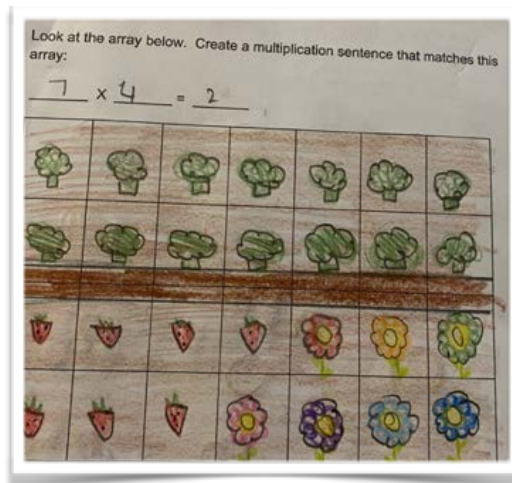 Look at the array below. Create a multiplication sentence that matches this
array:
7 x 4 = 2